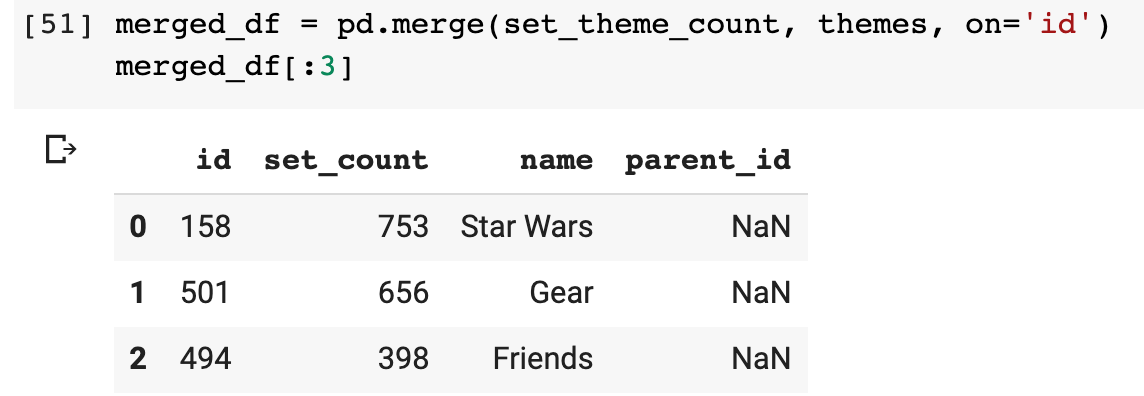 [51] merged_df = pd.merge(set_theme_count, themes, on='id')
merged_df[:3]
id set_count name parent_id
0 158 753 Star Wars NaN
1 501 656 Gear NaN
2 494 398 Friends NaN